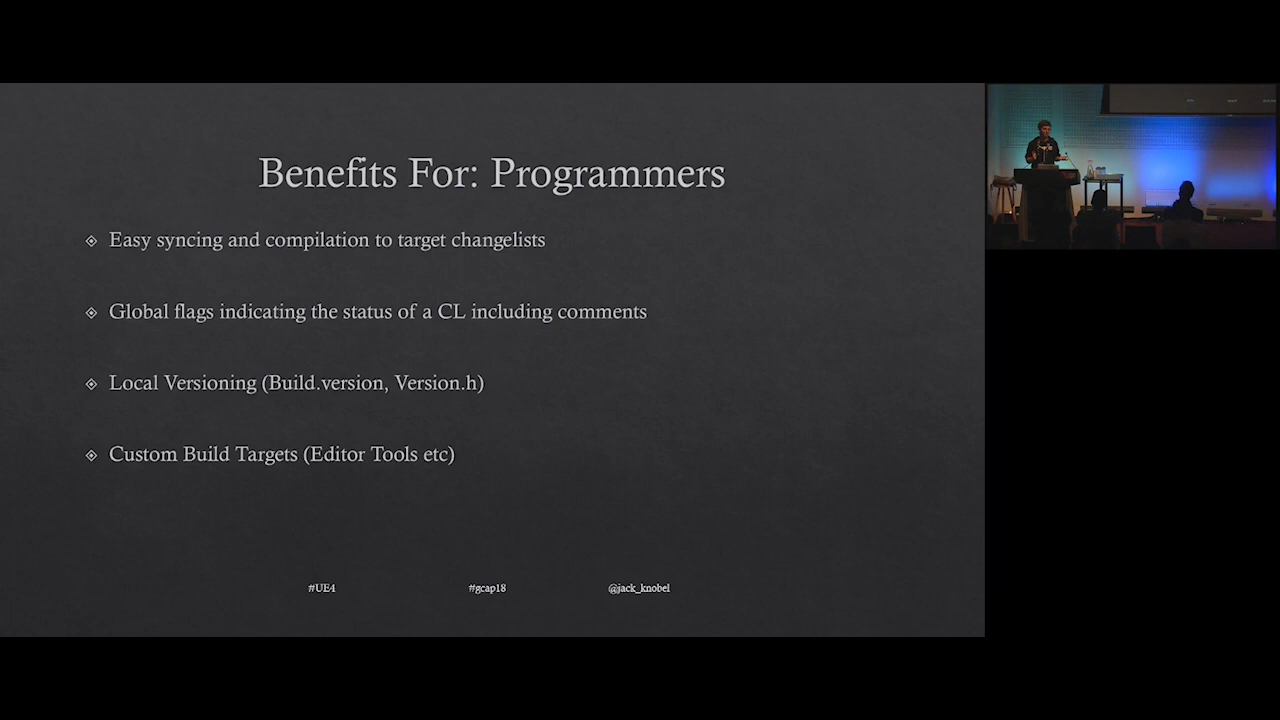 Benefits For: Programmers
Easy syncing and compilation to target changelists
Global flags indicating the status of a CL including comments
Local Versioning (Build.version, Version.h)
Custom Build Targets (Editor Tools etc)
#UE4 #gcap18 @jack_knobel